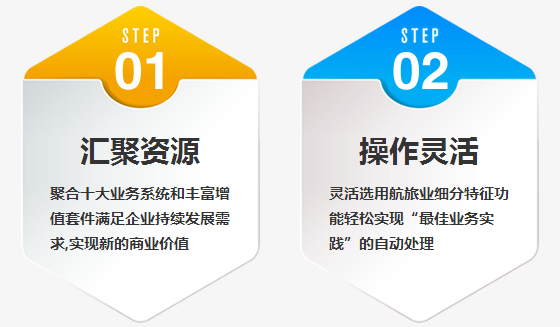 STEP
01
汇聚资源
聚合十大业务系统和丰富增
值套件满足企业持续发展需
求,实现新的商业价值
STEP
02
操作灵活
灵活选用航旅业细分特征功
能轻松实现“最佳业务实
践”的自动处理